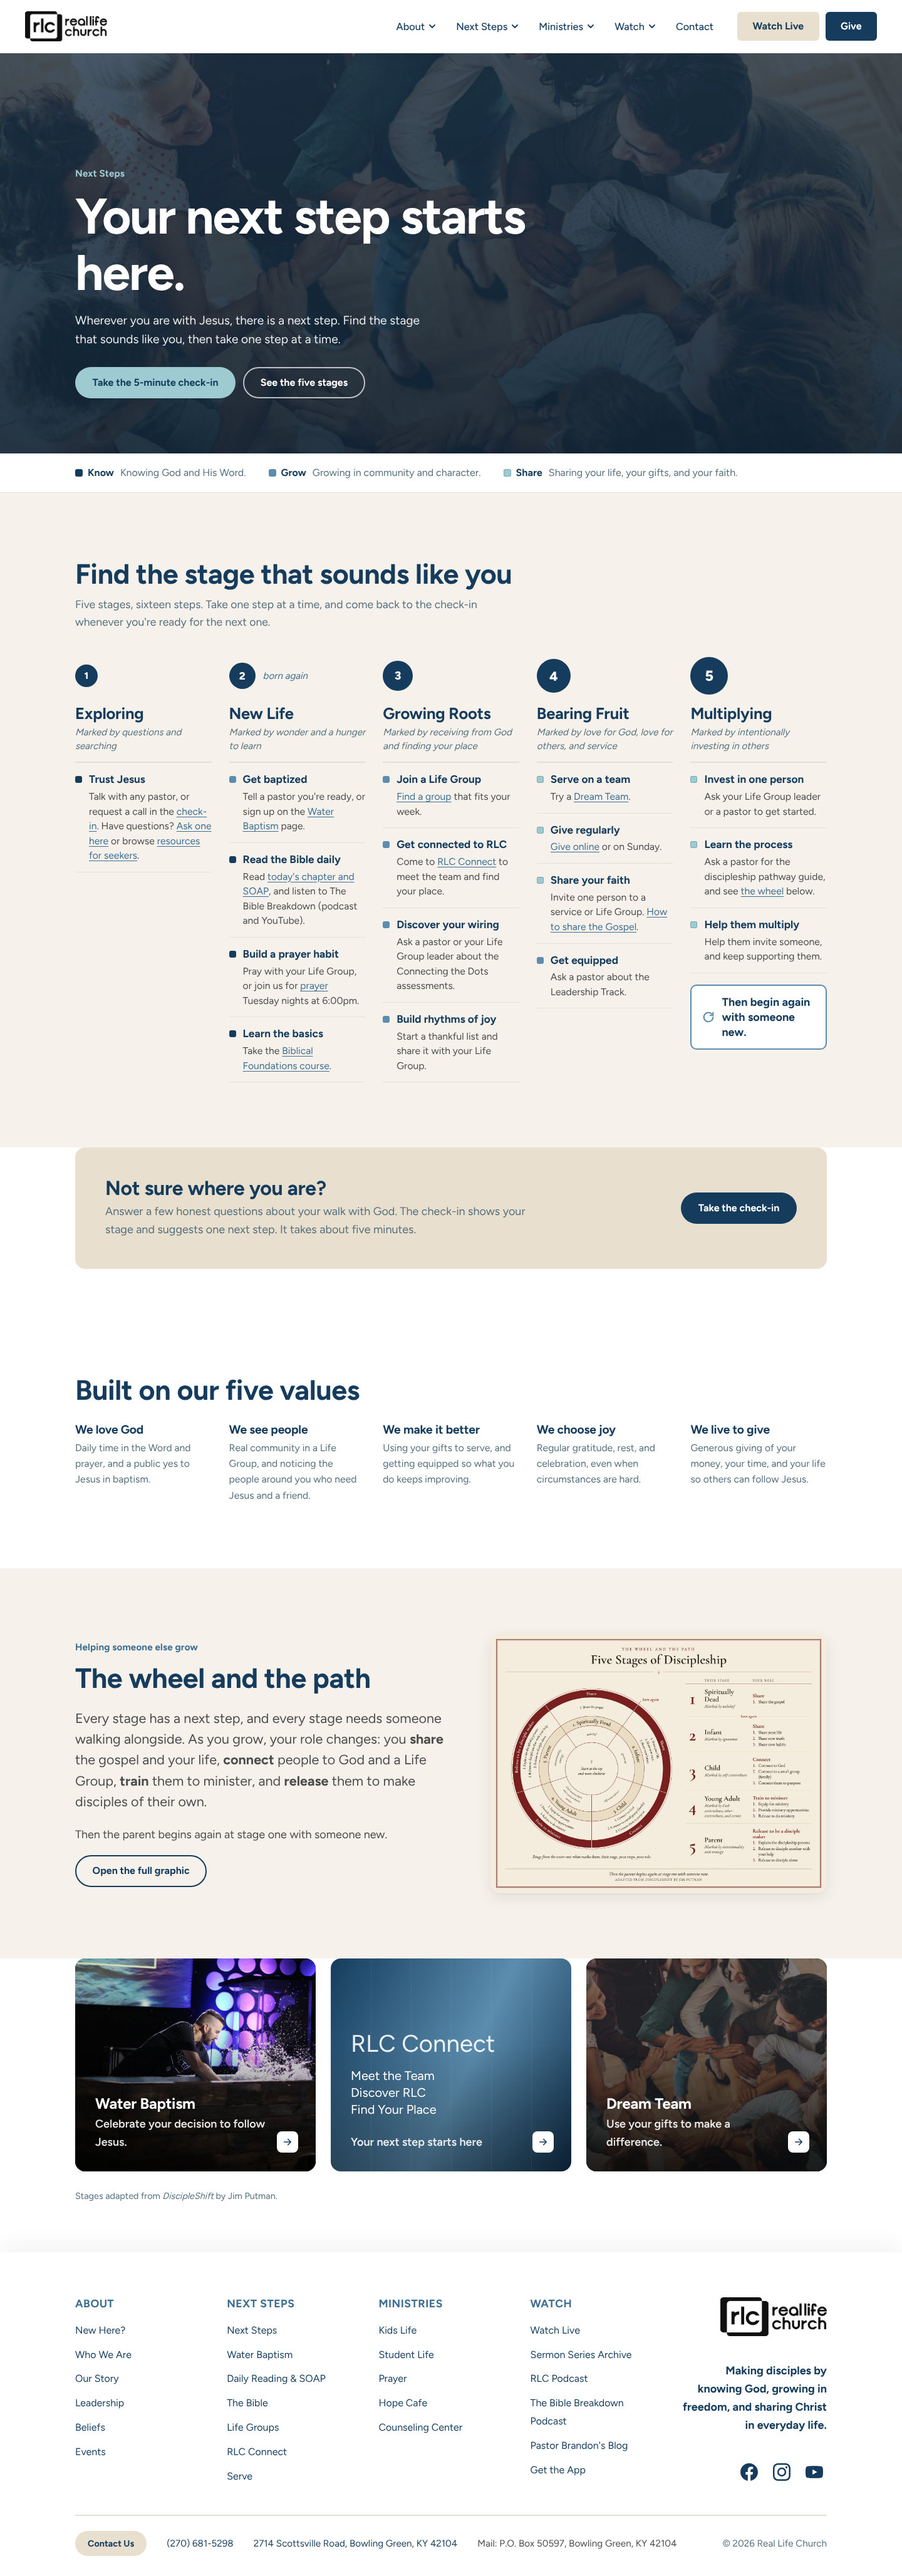 rlc reallife church
About
Next Steps
Ministries
Watch
Contact
Watch Live
Give
Next Steps
Your next step starts
here.
Wherever you are with Jesus, there is a next step. Find the stage
that sounds like you, then take one step at a time.
Take the 5-minute check-in
See the five stages
Know Knowing God and His Word.
Grow Growing in community and character.
Share Sharing your life, your gifts, and your faith.
Find the stage that sounds like you
Five stages, sixteen steps. Take one step at a time, and come back to the check-in
whenever you're ready for the next one.
1
Exploring
Marked by questions and
searching
Trust Jesus
Talk with any pastor, or
request a call in the check-
in. Have questions? Ask one
here or browse resources
for seekers.
2 born again
New Life
Marked by wonder and a hunger
to learn
Get baptized
Tell a pastor you're ready, or
sign up on the Water
Baptism page.
Read the Bible daily
Read today's chapter and
SOAP, and listen to The
Bible Breakdown (podcast
and YouTube).
Build a prayer habit
Pray with your Life Group,
or join us for prayer
Tuesday nights at 6:00pm.
Learn the basics
Take the Biblical
Foundations course.
3
Growing Roots
Marked by receiving from God
and finding your place
Join a Life Group
Find a group that fits your
week.
Get connected to RLC
Come to RLC Connect to
meet the team and find
your place.
Discover your wiring
Ask a pastor or your Life
Group leader about the
Connecting the Dots
assessments.
Build rhythms of joy
Start a thankful list and
share it with your Life
Group.
4
Bearing Fruit
Marked by love for God, love for
others, and service
Serve on a team
Try a Dream Team.
Give regularly
Give online or on Sunday.
Share your faith
Invite one person to a
service or Life Group. How
to share the Gospel.
Get equipped
Ask a pastor about the
Leadership Track.
5
Multiplying
Marked by intentionally
investing in others
Invest in one person
Ask your Life Group leader
or a pastor to get started.
Learn the process
Ask a pastor for the
discipleship pathway guide,
and see the wheel below.
Help them multiply
Help them invite someone,
and keep supporting them.
Then begin again
with someone
new.
Not sure where you are?
Answer a few honest questions about your walk with God. The check-in shows your
stage and suggests one next step. It takes about five minutes.
Take the check-in
Built on our five values
We love God
Daily time in the Word and
prayer, and a public yes to
Jesus in baptism.
We see people
Real community in a Life
Group, and noticing the
people around you who need
Jesus and a friend.
We make it better
Using your gifts to serve, and
getting equipped so what you
do keeps improving.
We choose joy
Regular gratitude, rest, and
celebration, even when
circumstances are hard.
We live to give
Generous giving of your
money, your time, and your life
so others can follow Jesus.
Helping someone else grow
The wheel and the path
Every stage has a next step, and every stage needs someone
walking alongside. As you grow, your role changes: you share
the gospel and your life, connect people to God and a Life
Group, train them to minister, and release them to make
disciples of their own.
Then the parent begins again at stage one with someone new.
Open the full graphic
THE WHEEL AND THE PATH
Five Stages of Discipleship
1 Spiritually
Dead
Share
2 Infant
Share
3 Child
Connect
4 Young Adult
Train to minister
5 Parent
Release to be a disciple
maker
Water Baptism
Celebrate your decision to follow
Jesus.
RLC Connect
Meet the Team
Discover RLC
Find Your Place
Your next step starts here
Dream Team
Use your gifts to make a
difference.
Stages adapted from DiscipleShift by Jim Putman.
ABOUT
New Here?
Who We Are
Our Story
Leadership
Beliefs
Events
NEXT STEPS
Next Steps
Water Baptism
Daily Reading & SOAP
The Bible
Life Groups
RLC Connect
Serve
MINISTRIES
Kids Life
Student Life
Prayer
Hope Cafe
Counseling Center
WATCH
Watch Live
Sermon Series Archive
RLC Podcast
The Bible Breakdown
Podcast
Pastor Brandon's Blog
Get the App
rlc reallife church
Making disciples by
knowing God, growing in
freedom, and sharing Christ
in everyday life.
Contact Us
(270) 681-5298
2714 Scottsville Road, Bowling Green, KY 42104
Mail: P.O. Box 50597, Bowling Green, KY 42104
© 2026 Real Life Church